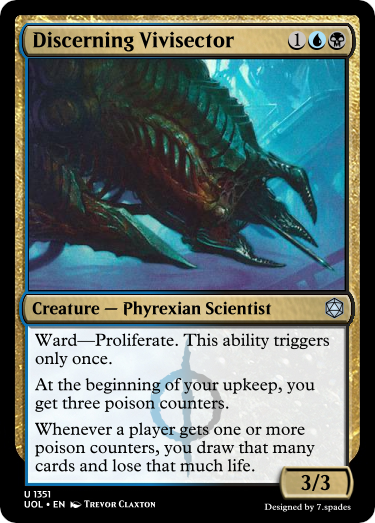 Discerning Vivisector 1
Creature — Phyrexian Scientist
Ward—Proliferate. This ability triggers
only once.
At the beginning of your upkeep, you
get three poison counters.
Whenever a player gets one or more
poison counters, you draw that many
cards and lose that much life.
3/3
U 1351
UOL • EN Trevor Claxton
Designed by 7.spades